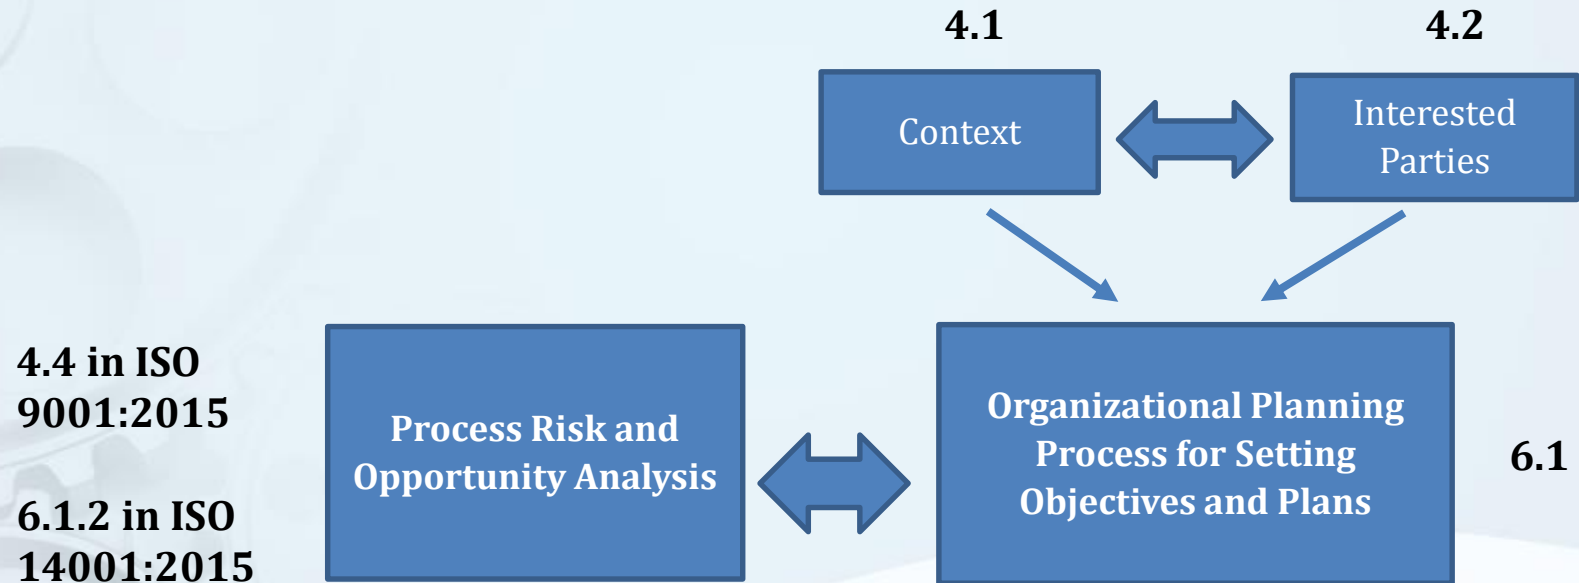 4.1
4.2
Context
Interested
Parties
4.4 in ISO
9001:2015
6.1.2 in ISO
14001:2015
Process Risk and
Opportunity Analysis
Organizational Planning
Process for Setting
Objectives and Plans
6.1